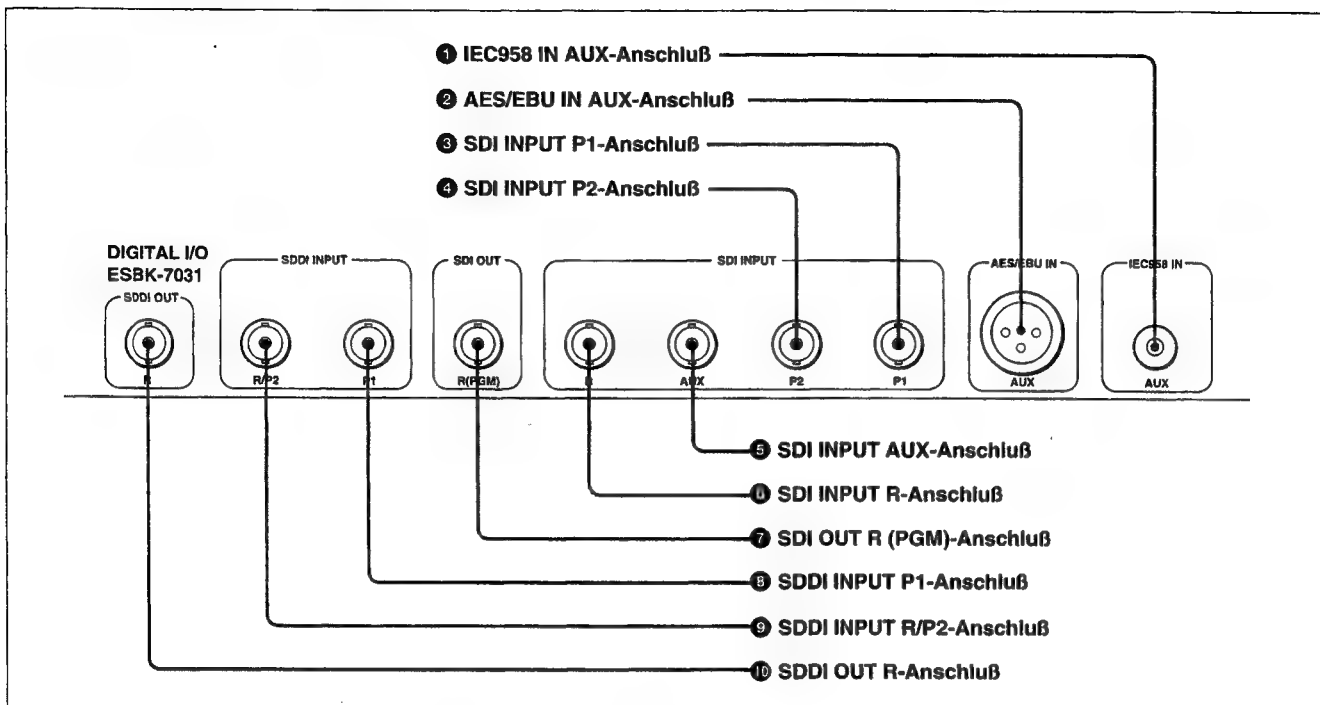 ❶ IEC958 IN AUX-Anschluß
❷ AES/EBU IN AUX-Anschluß
❸ SDI INPUT P1-Anschluß
❹ SDI INPUT P2-Anschluß
DIGITAL I/O
ESBK-7031
SDDI OUT
SDDI INPUT
SDI OUT
SDI INPUT
AES/EBU IN
IEC958 IN
R
R/P2
P1
R(PGM)
R
AUX
P2
P1
AUX
AUX
❺ SDI INPUT AUX-Anschluß
❻ SDI INPUT R-Anschluß
❼ SDI OUT R (PGM)-Anschluß
❽ SDDI INPUT P1-Anschluß
❾ SDDI INPUT R/P2-Anschluß
❿ SDDI OUT R-Anschluß